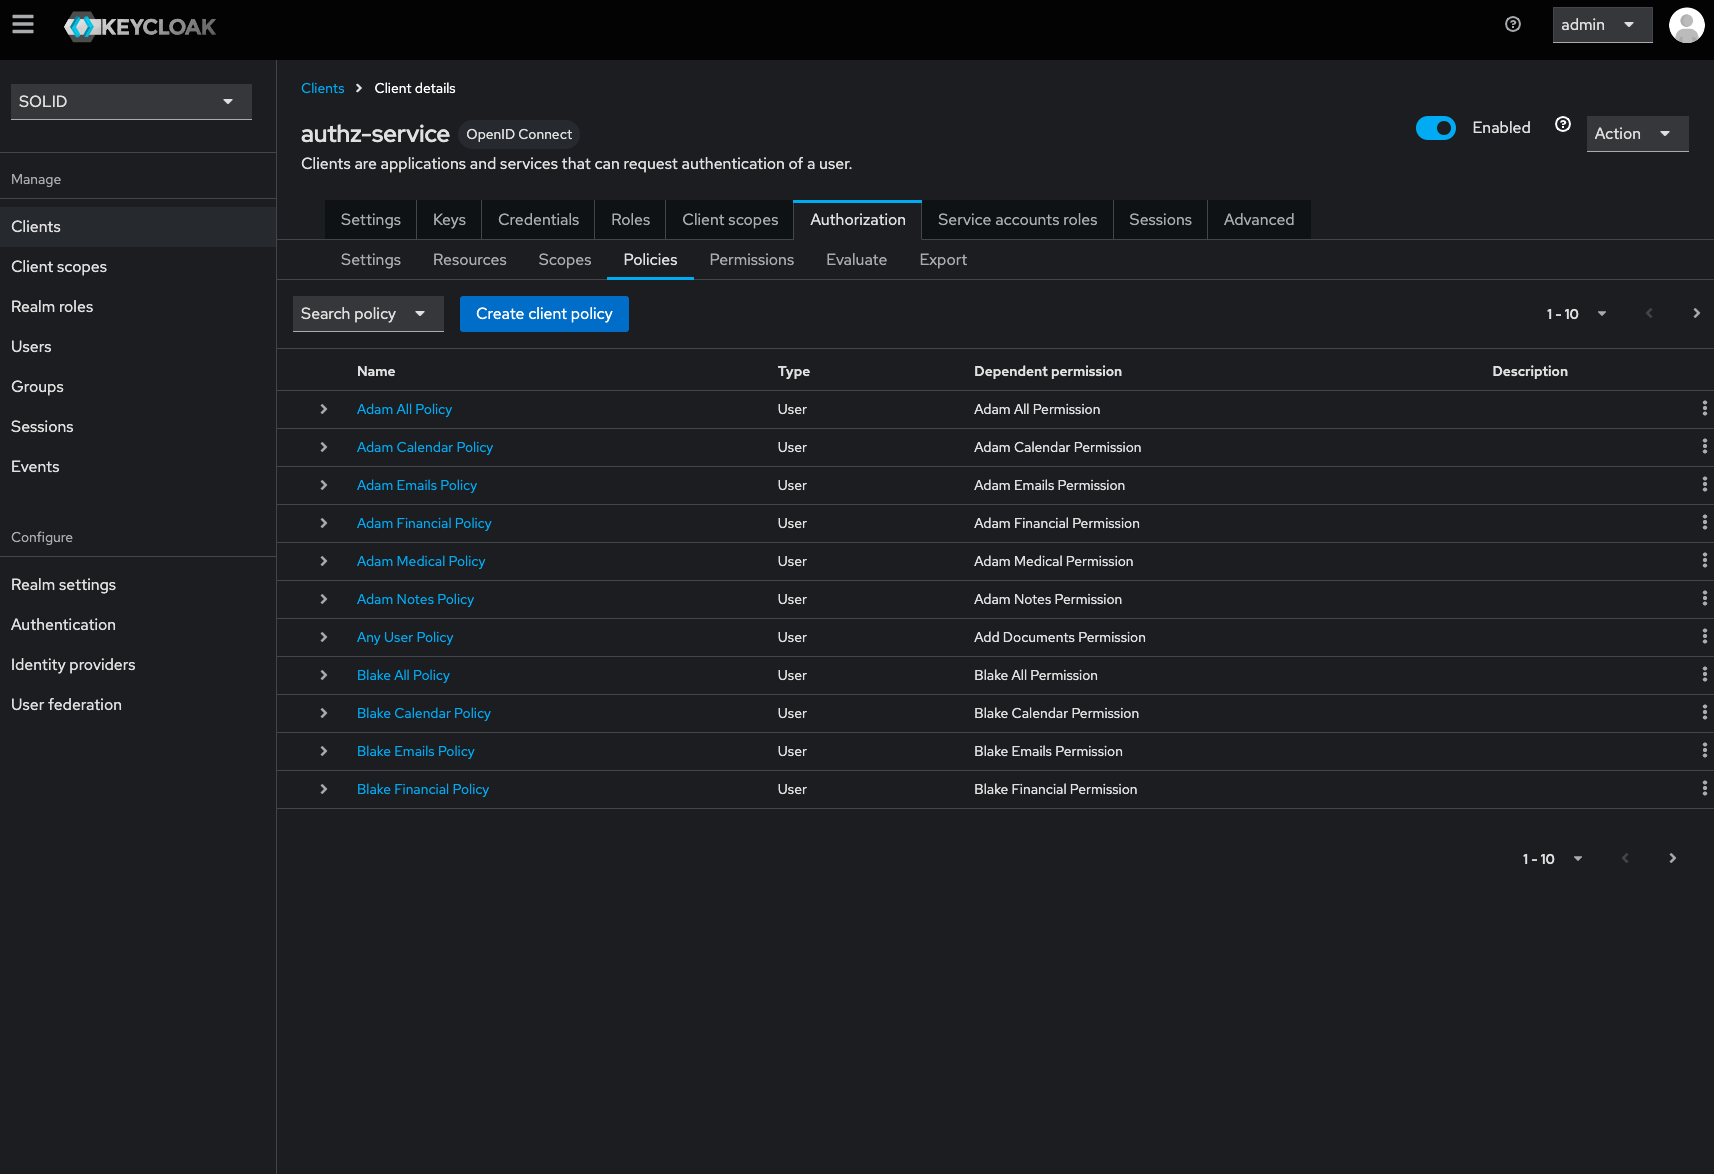 KEYCLOAK
admin
SOLID
Manage
Clients
Client scopes
Realm roles
Users
Groups
Sessions
Events
Configure
Realm settings
Authentication
Identity providers
User federation
Clients Client details
authz-service OpenID Connect
Enabled Action
Clients are applications and services that can request authentication of a user.
Settings Keys Credentials Roles Client scopes Authorization Service accounts roles Sessions Advanced
Settings Resources Scopes Policies Permissions Evaluate Export
Search policy Create client policy 1 - 10
Name Type Dependent permission Description
Adam All Policy User Adam All Permission
Adam Calendar Policy User Adam Calendar Permission
Adam Emails Policy User Adam Emails Permission
Adam Financial Policy User Adam Financial Permission
Adam Medical Policy User Adam Medical Permission
Adam Notes Policy User Adam Notes Permission
Any User Policy User Add Documents Permission
Blake All Policy User Blake All Permission
Blake Calendar Policy User Blake Calendar Permission
Blake Emails Policy User Blake Emails Permission
Blake Financial Policy User Blake Financial Permission
1 - 10